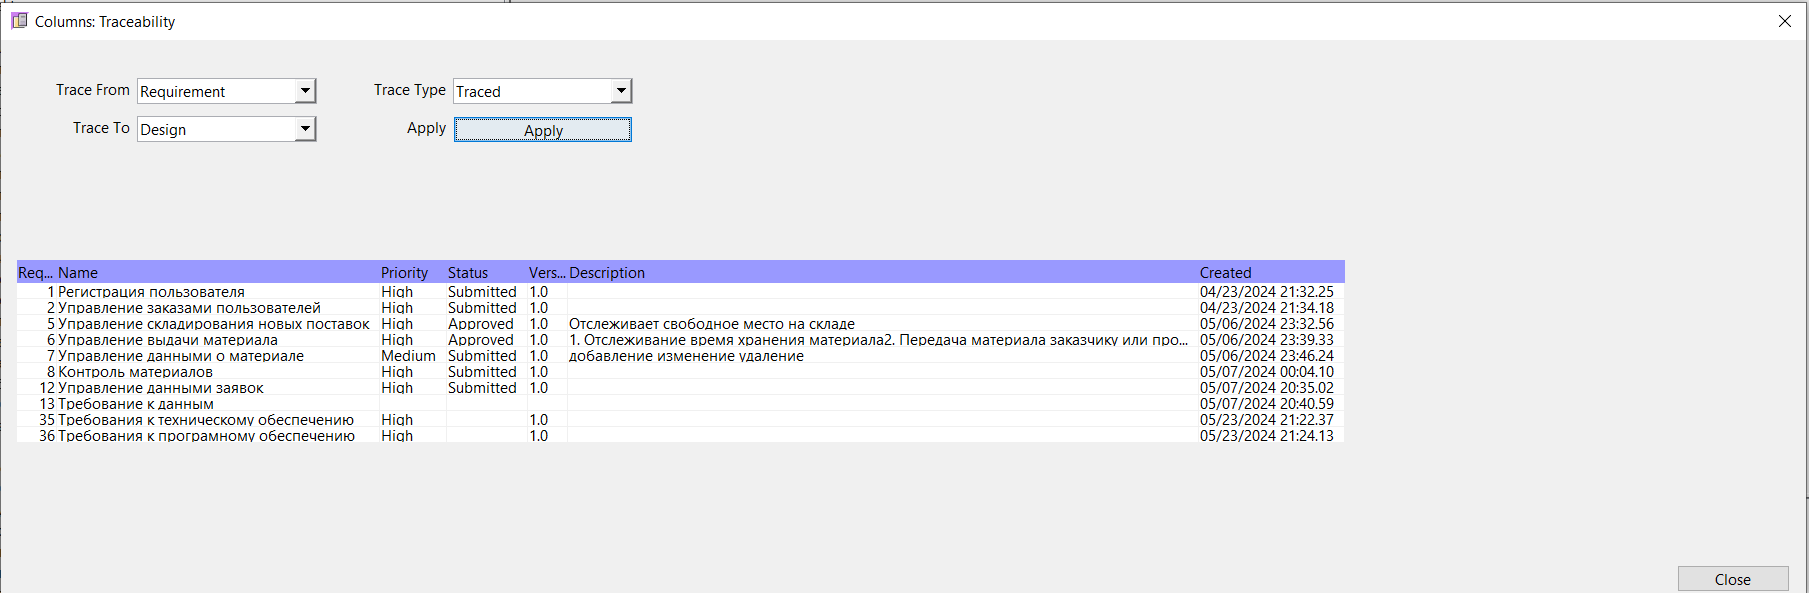 Columns: Traceability
Trace From Requirement Trace Type Traced
Trace To Design Apply Apply
Req... Name Priority Status Vers... Description Created
1 Регистрация пользователя High Submitted 1.0 04/23/2024 21:32.25
2 Управление заказами пользователей High Submitted 1.0 04/23/2024 21:34.18
5 Управление складирования новых поставок High Approved 1.0 Отслеживает свободное место на складе 05/06/2024 23:32.56
6 Управление выдачи материала High Approved 1.0 1. Отслеживание время хранения материала2. Передача материала заказчику или про... 05/06/2024 23:39.33
7 Управление данными о материале Medium Submitted 1.0 добавление изменение удаление 05/06/2024 23:46.24
8 Контроль материалов High Submitted 1.0 05/07/2024 00:04.10
12 Управление данными заявок High Submitted 1.0 05/07/2024 20:35.02
13 Требование к данным 05/07/2024 20:40.59
35 Требования к техническому обеспечению High 1.0 05/23/2024 21:22.37
36 Требования к програмному обеспечению High 1.0 05/23/2024 21:24.13
Close